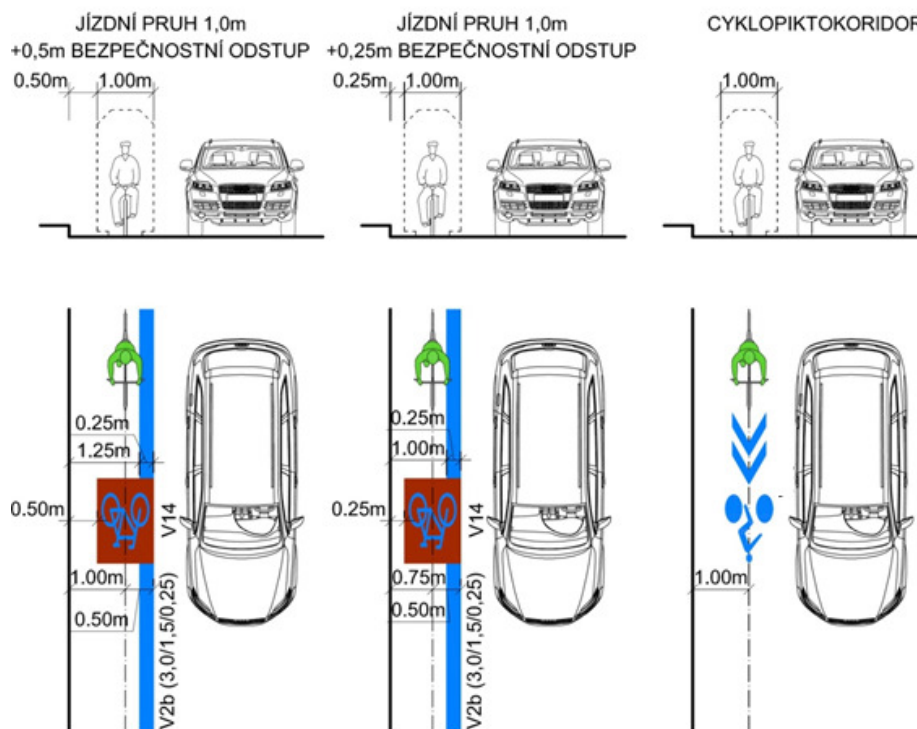 JÍZDNÍ PRUH 1,0m
+0,5m BEZPEČNOSTNÍ ODSTUP
0.50m
1.00m
JÍZDNÍ PRUH 1,0m
+0,25m BEZPEČNOSTNÍ ODSTUP
0.25m
1.00m
CYKLOPIKTOKORIDOR
1.00m
0.25m
1.25m
0.50m
V14
1.00m
0.50m
V2b (3,0/1,5/0,25)
0.25m
1.00m
0.25m
V14
0.75m
0.50m
V2b (3,0/1,5/0,25)
1.00m